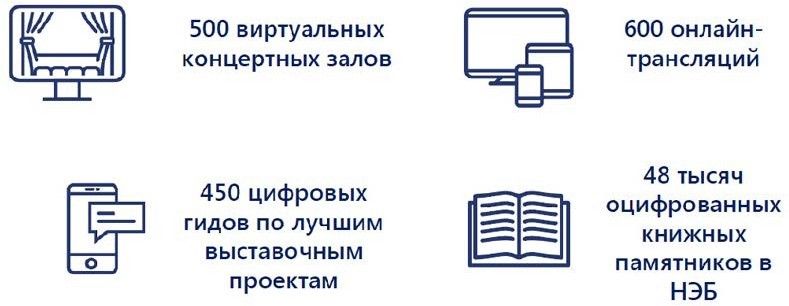 500 виртуальных
концертных залов
600 онлайн-
трансляций
450 цифровых
гидов по лучшим
выставочным
проектам
48 тысяч
оцифрованных
книжных
памятников в
НЭБ